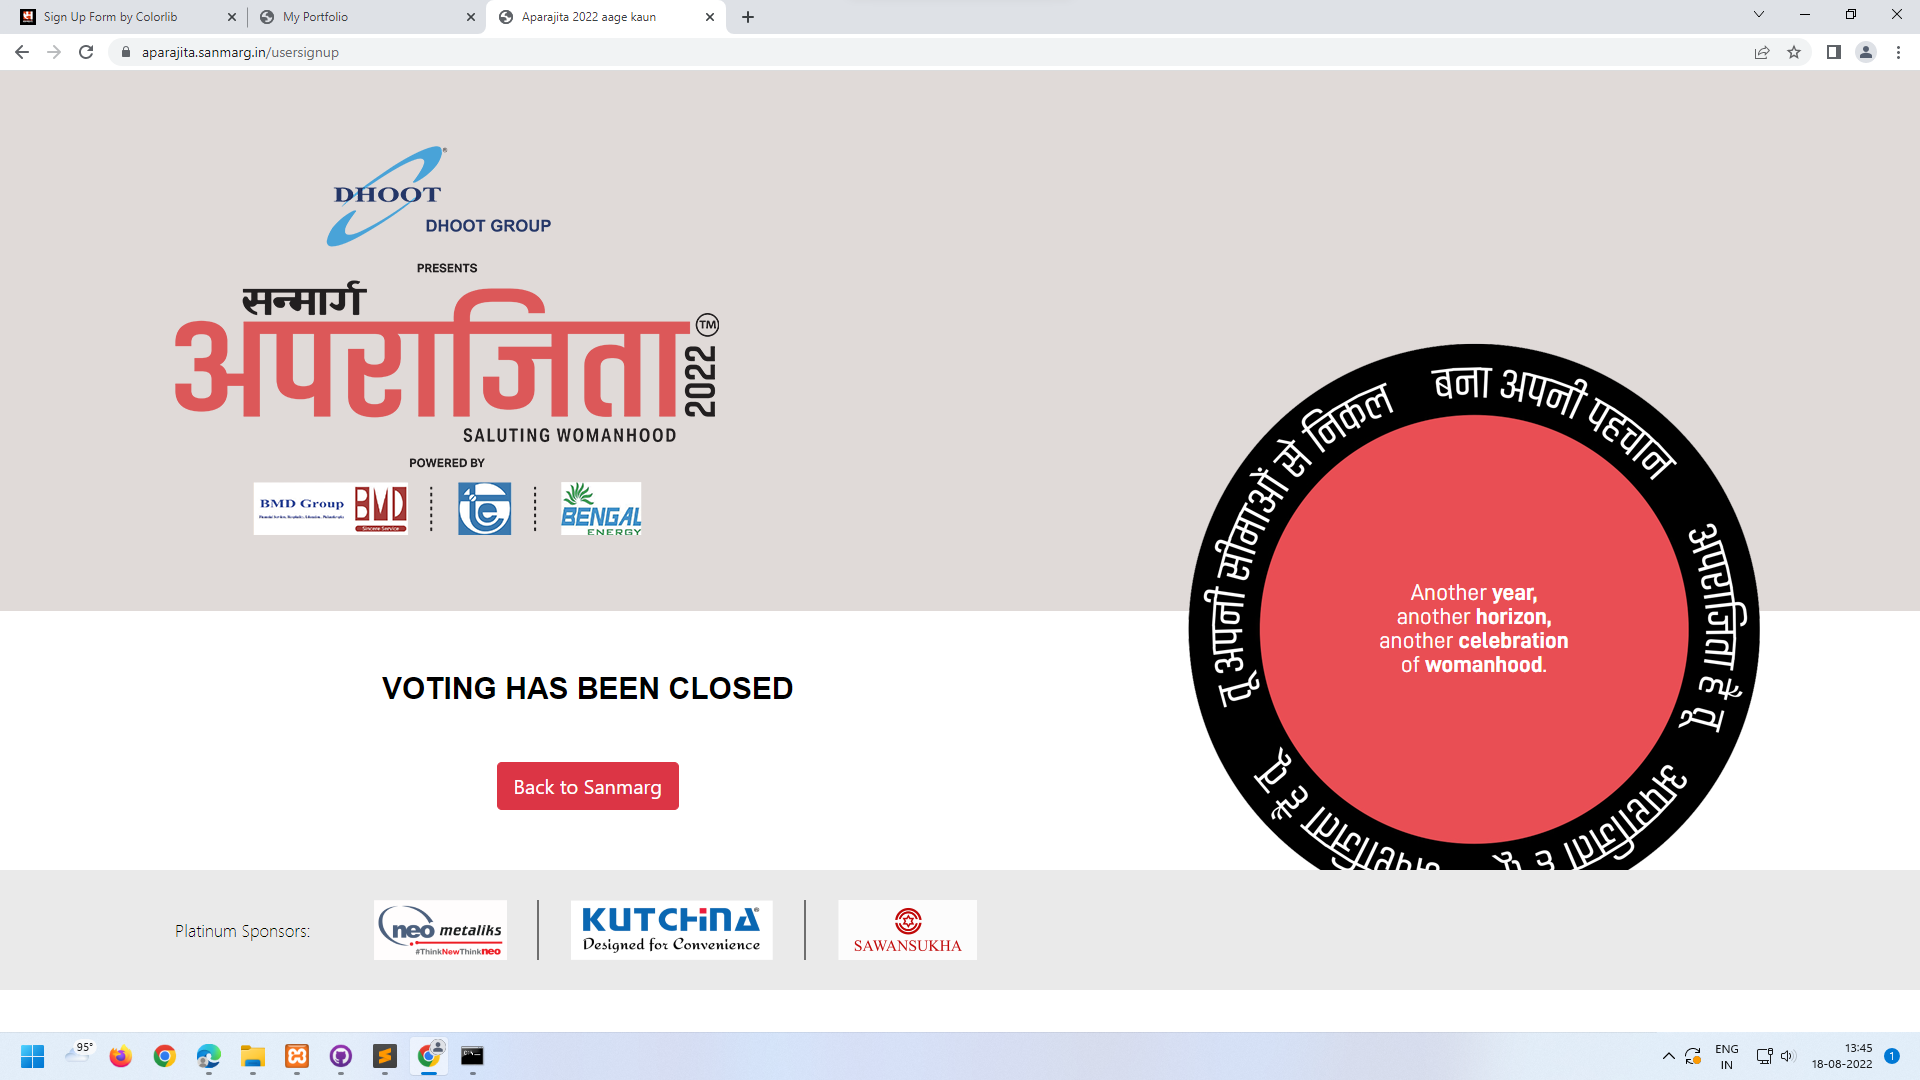 Sign Up Form by Colorlib
My Portfolio
Aparajita 2022 aage kaun
aparajita.sanmarg.in/usersignup
DHOOT
DHOOT GROUP
PRESENTS
सन्मार्ग
अपराजिता
2022
TM
SALUTING WOMANHOOD
POWERED BY
BMD Group
BMD
Sincere Service
BENGAL
ENERGY
तू अपनी सीमाओं से निकल
बना अपनी पहचान
अपराजिता है तू
अपराजिता है तू
अपराजिता है तू
Another year,
another horizon,
another celebration
of womanhood.
VOTING HAS BEEN CLOSED
Back to Sanmarg
Platinum Sponsors:
neo metaliks
#ThinkNewThinkneo
KUTCHINA
Designed for Convenience
SAWANSUKHA
95°
ENG
IN
13:45
18-08-2022
1